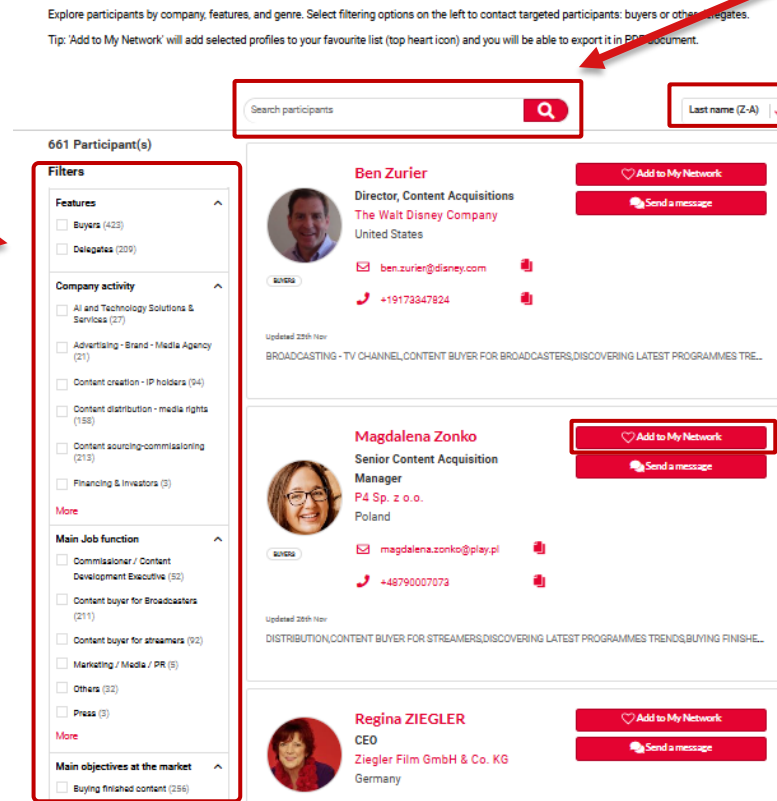 Explore participants by company, features, and genre. Select filtering options on the left to contact targeted participants: buyers or other delegates.
Tip: 'Add to My Network' will add selected profiles to your favourite list (top heart icon) and you will be able to export it in PDF document.
Search participants
Last name (Z-A)
661 Participant(s)
Filters
Features
Buyers (423)
Delegates (209)
Company activity
AI and Technology Solutions &
Services (27)
Advertising - Brand - Media Agency
(21)
Content creation - IP holders (94)
Content distribution - media rights
(158)
Content sourcing-commissioning
(213)
Financing & Investors (3)
More
Main Job function
Commissioner / Content
Development Executive (52)
Content buyer for Broadcasters
(211)
Content buyer for streamers (92)
Marketing / Media / PR (5)
Others (32)
Press (3)
More
Main objectives at the market
Buying finished content (256)
Ben Zurier
Director, Content Acquisitions
The Walt Disney Company
United States
BUYERS
ben.zurier@disney.com
+19173347824
Add to My Network
Send a message
Updated 25th Nov
BROADCASTING - TV CHANNEL,CONTENT BUYER FOR BROADCASTERS,DISCOVERING LATEST PROGRAMMES TRE...
Magdalena Zonko
Senior Content Acquisition
Manager
P4 Sp. z o.o.
Poland
BUYERS
magdalena.zonko@play.pl
+48790007073
Add to My Network
Send a message
Updated 26th Nov
DISTRIBUTION,CONTENT BUYER FOR STREAMERS,DISCOVERING LATEST PROGRAMMES TRENDS,BUYING FINISHE...
Regina ZIEGLER
CEO
Ziegler Film GmbH & Co. KG
Germany
Add to My Network
Send a message